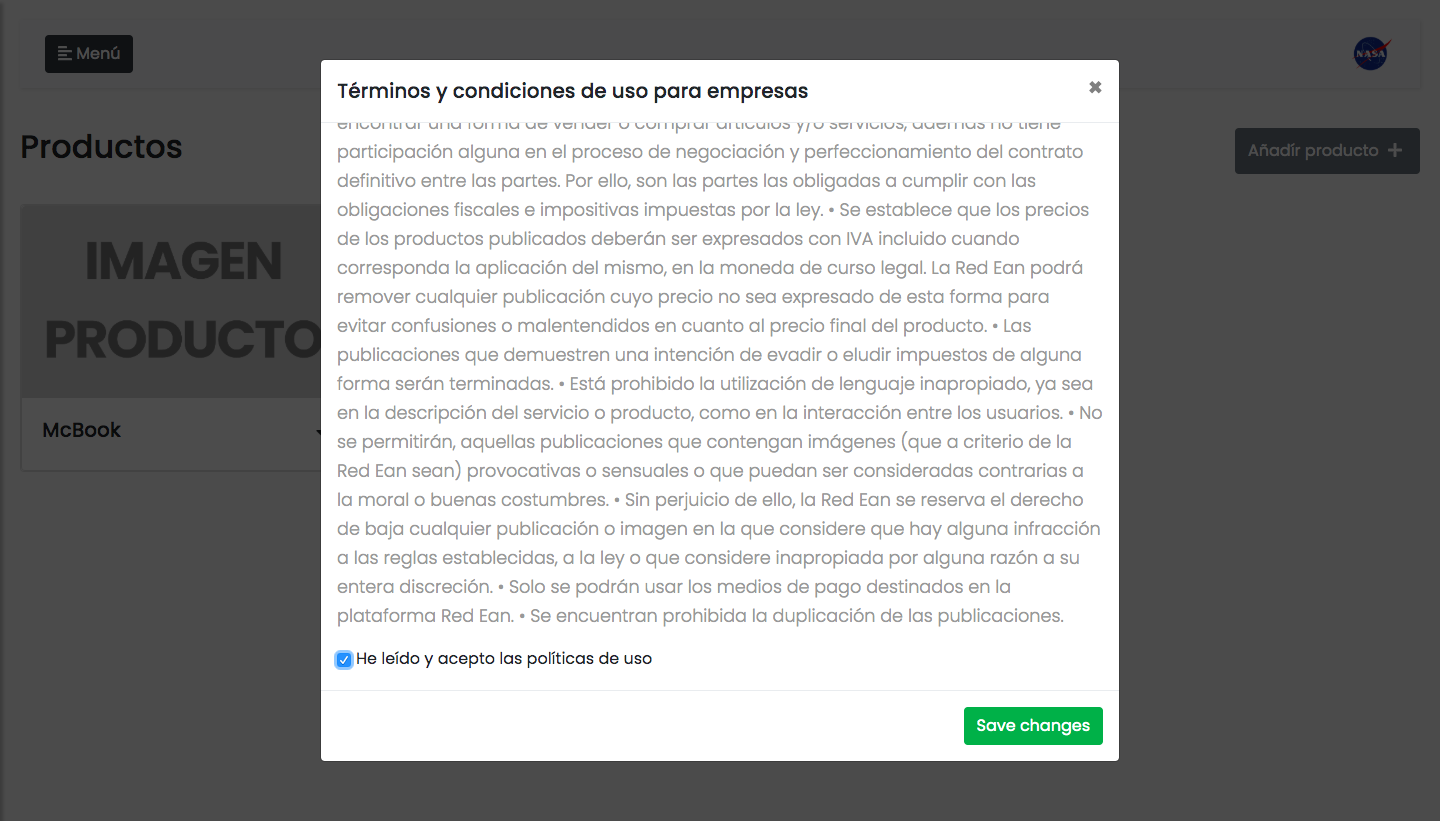 Menú
NASA
Términos y condiciones de uso para empresas
Productos
Añadir producto
encontrar una forma de vender o comprar artículos y/o servicios, además no tiene
participación alguna en el proceso de negociación y perfeccionamiento del contrato
definitivo entre las partes. Por ello, son las partes las obligadas a cumplir con las
obligaciones fiscales e impositivas impuestas por la ley. • Se establece que los precios
de los productos publicados deberán ser expresados con IVA incluido cuando
corresponda la aplicación del mismo, en la moneda de curso legal. La Red Ean podrá
remover cualquier publicación cuyo precio no sea expresado de esta forma para
evitar confusiones o malentendidos en cuanto al precio final del producto. • Las
publicaciones que demuestren una intención de evadir o eludir impuestos de alguna
forma serán terminadas. • Está prohibido la utilización de lenguaje inapropiado, ya sea
en la descripción del servicio o producto, como en la interacción entre los usuarios. • No
se permitirán, aquellas publicaciones que contengan imágenes (que a criterio de la
Red Ean sean) provocativas o sensuales o que puedan ser consideradas contrarias a
la moral o buenas costumbres. • Sin perjuicio de ello, la Red Ean se reserva el derecho
de baja cualquier publicación o imagen en la que considere que hay alguna infracción
a las reglas establecidas, a la ley o que considere inapropiada por alguna razón a su
entera discreción. • Solo se podrán usar los medios de pago destinados en la
plataforma Red Ean. • Se encuentran prohibida la duplicación de las publicaciones.
IMAGEN
PRODUCTO
McBook
He leído y acepto las políticas de uso
Save changes